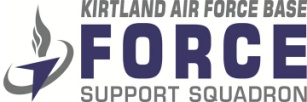 KIRTLAND AIR FORCE BASE
FORCE
SUPPORT SQUADRON